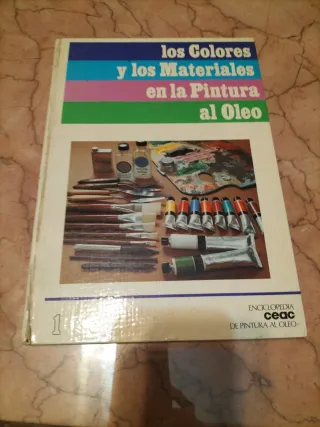 los Colores
y los Materiales
en la Pintura
al Oleo
1
ENCICLOPEDIA
ceac
DE PINTURA AL OLEO